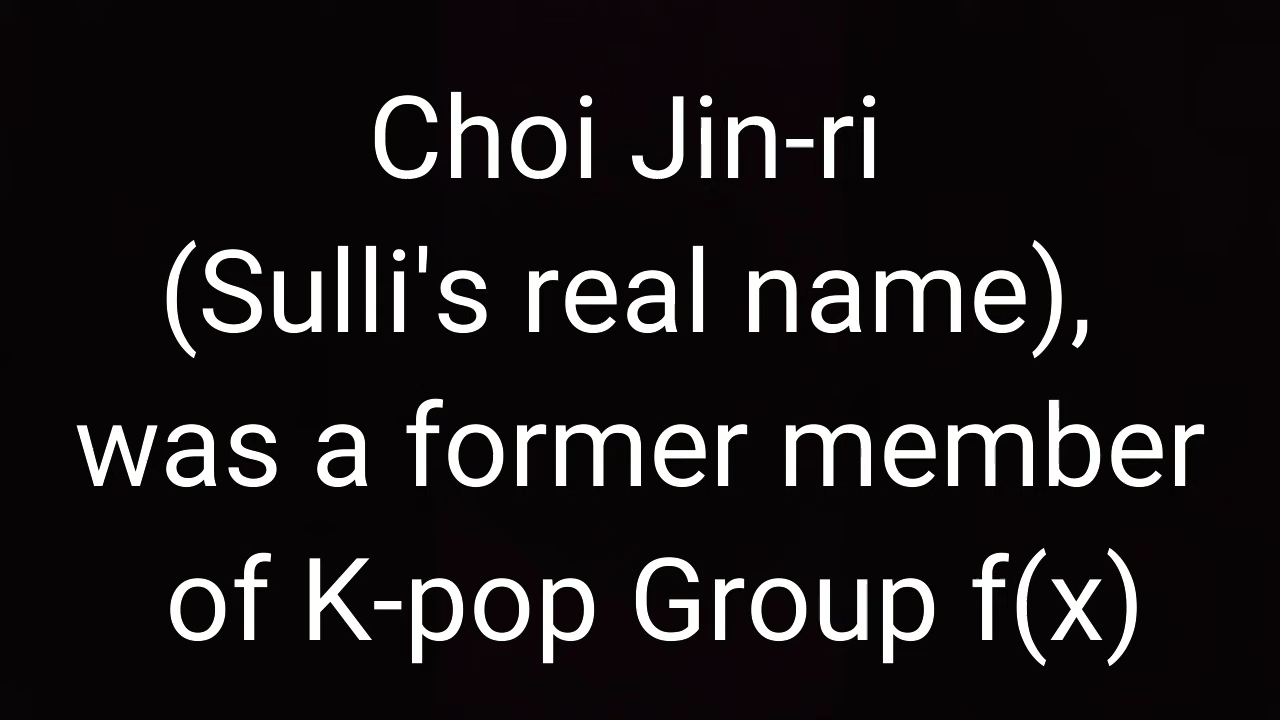 Choi Jin-ri
(Sulli's real name),
was a former member
of K-pop Group f(x)